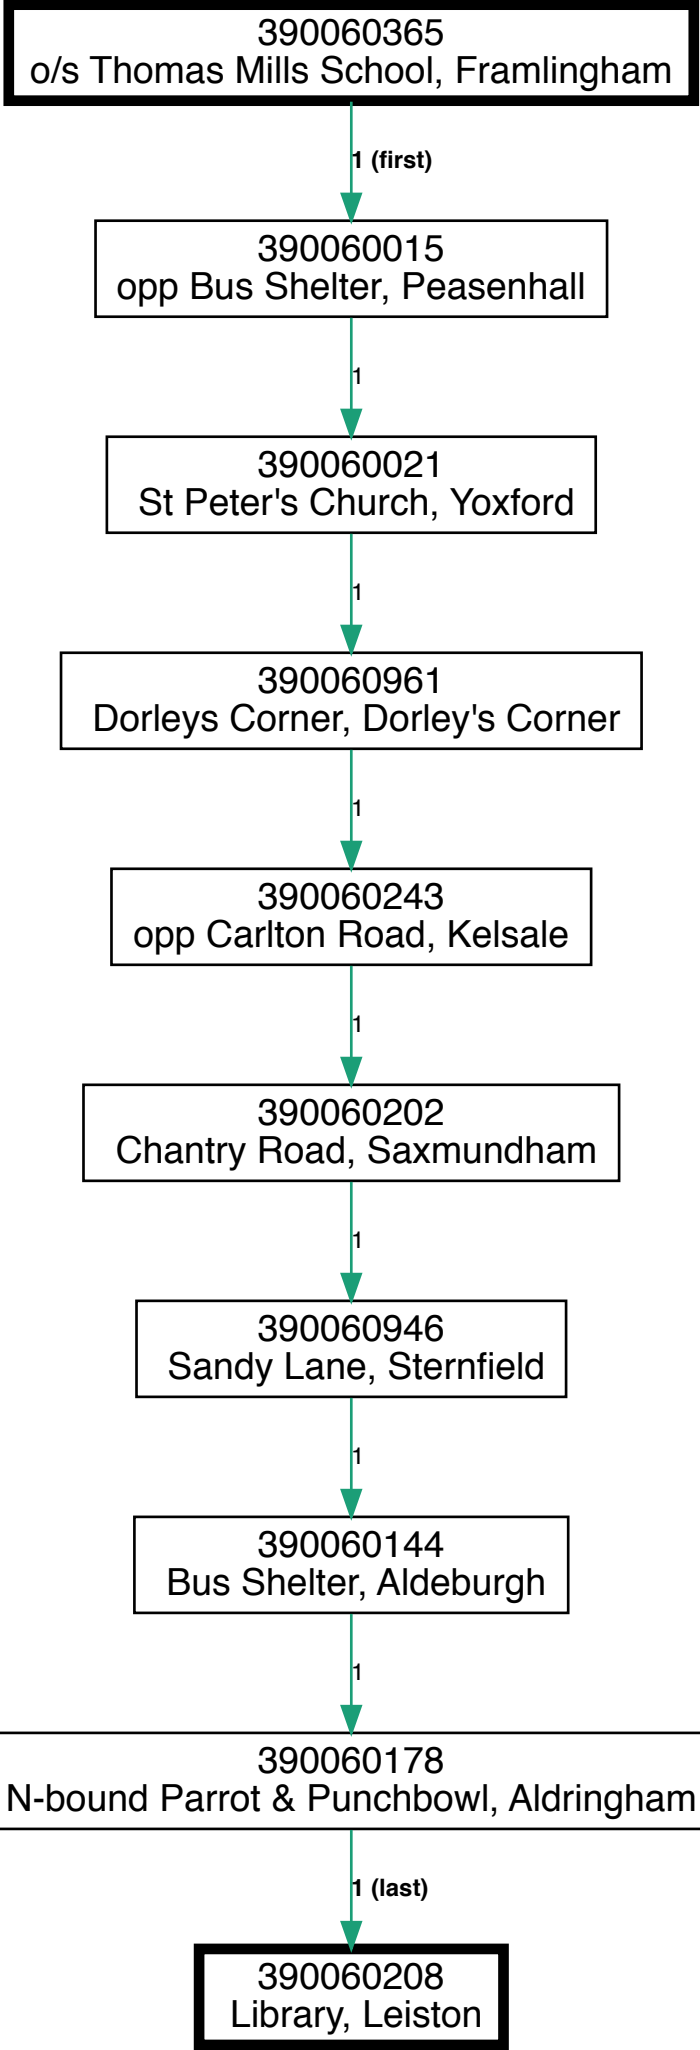 390060365
o/s Thomas Mills School, Framlingham
1 (first)
390060015
opp Bus Shelter, Peasenhall
1
390060021
St Peter's Church, Yoxford
1
390060961
Dorleys Corner, Dorley's Corner
1
390060243
opp Carlton Road, Kelsale
1
390060202
Chantry Road, Saxmundham
1
390060946
Sandy Lane, Sternfield
1
390060144
Bus Shelter, Aldeburgh
1
390060178
N-bound Parrot & Punchbowl, Aldringham
1 (last)
390060208
Library, Leiston